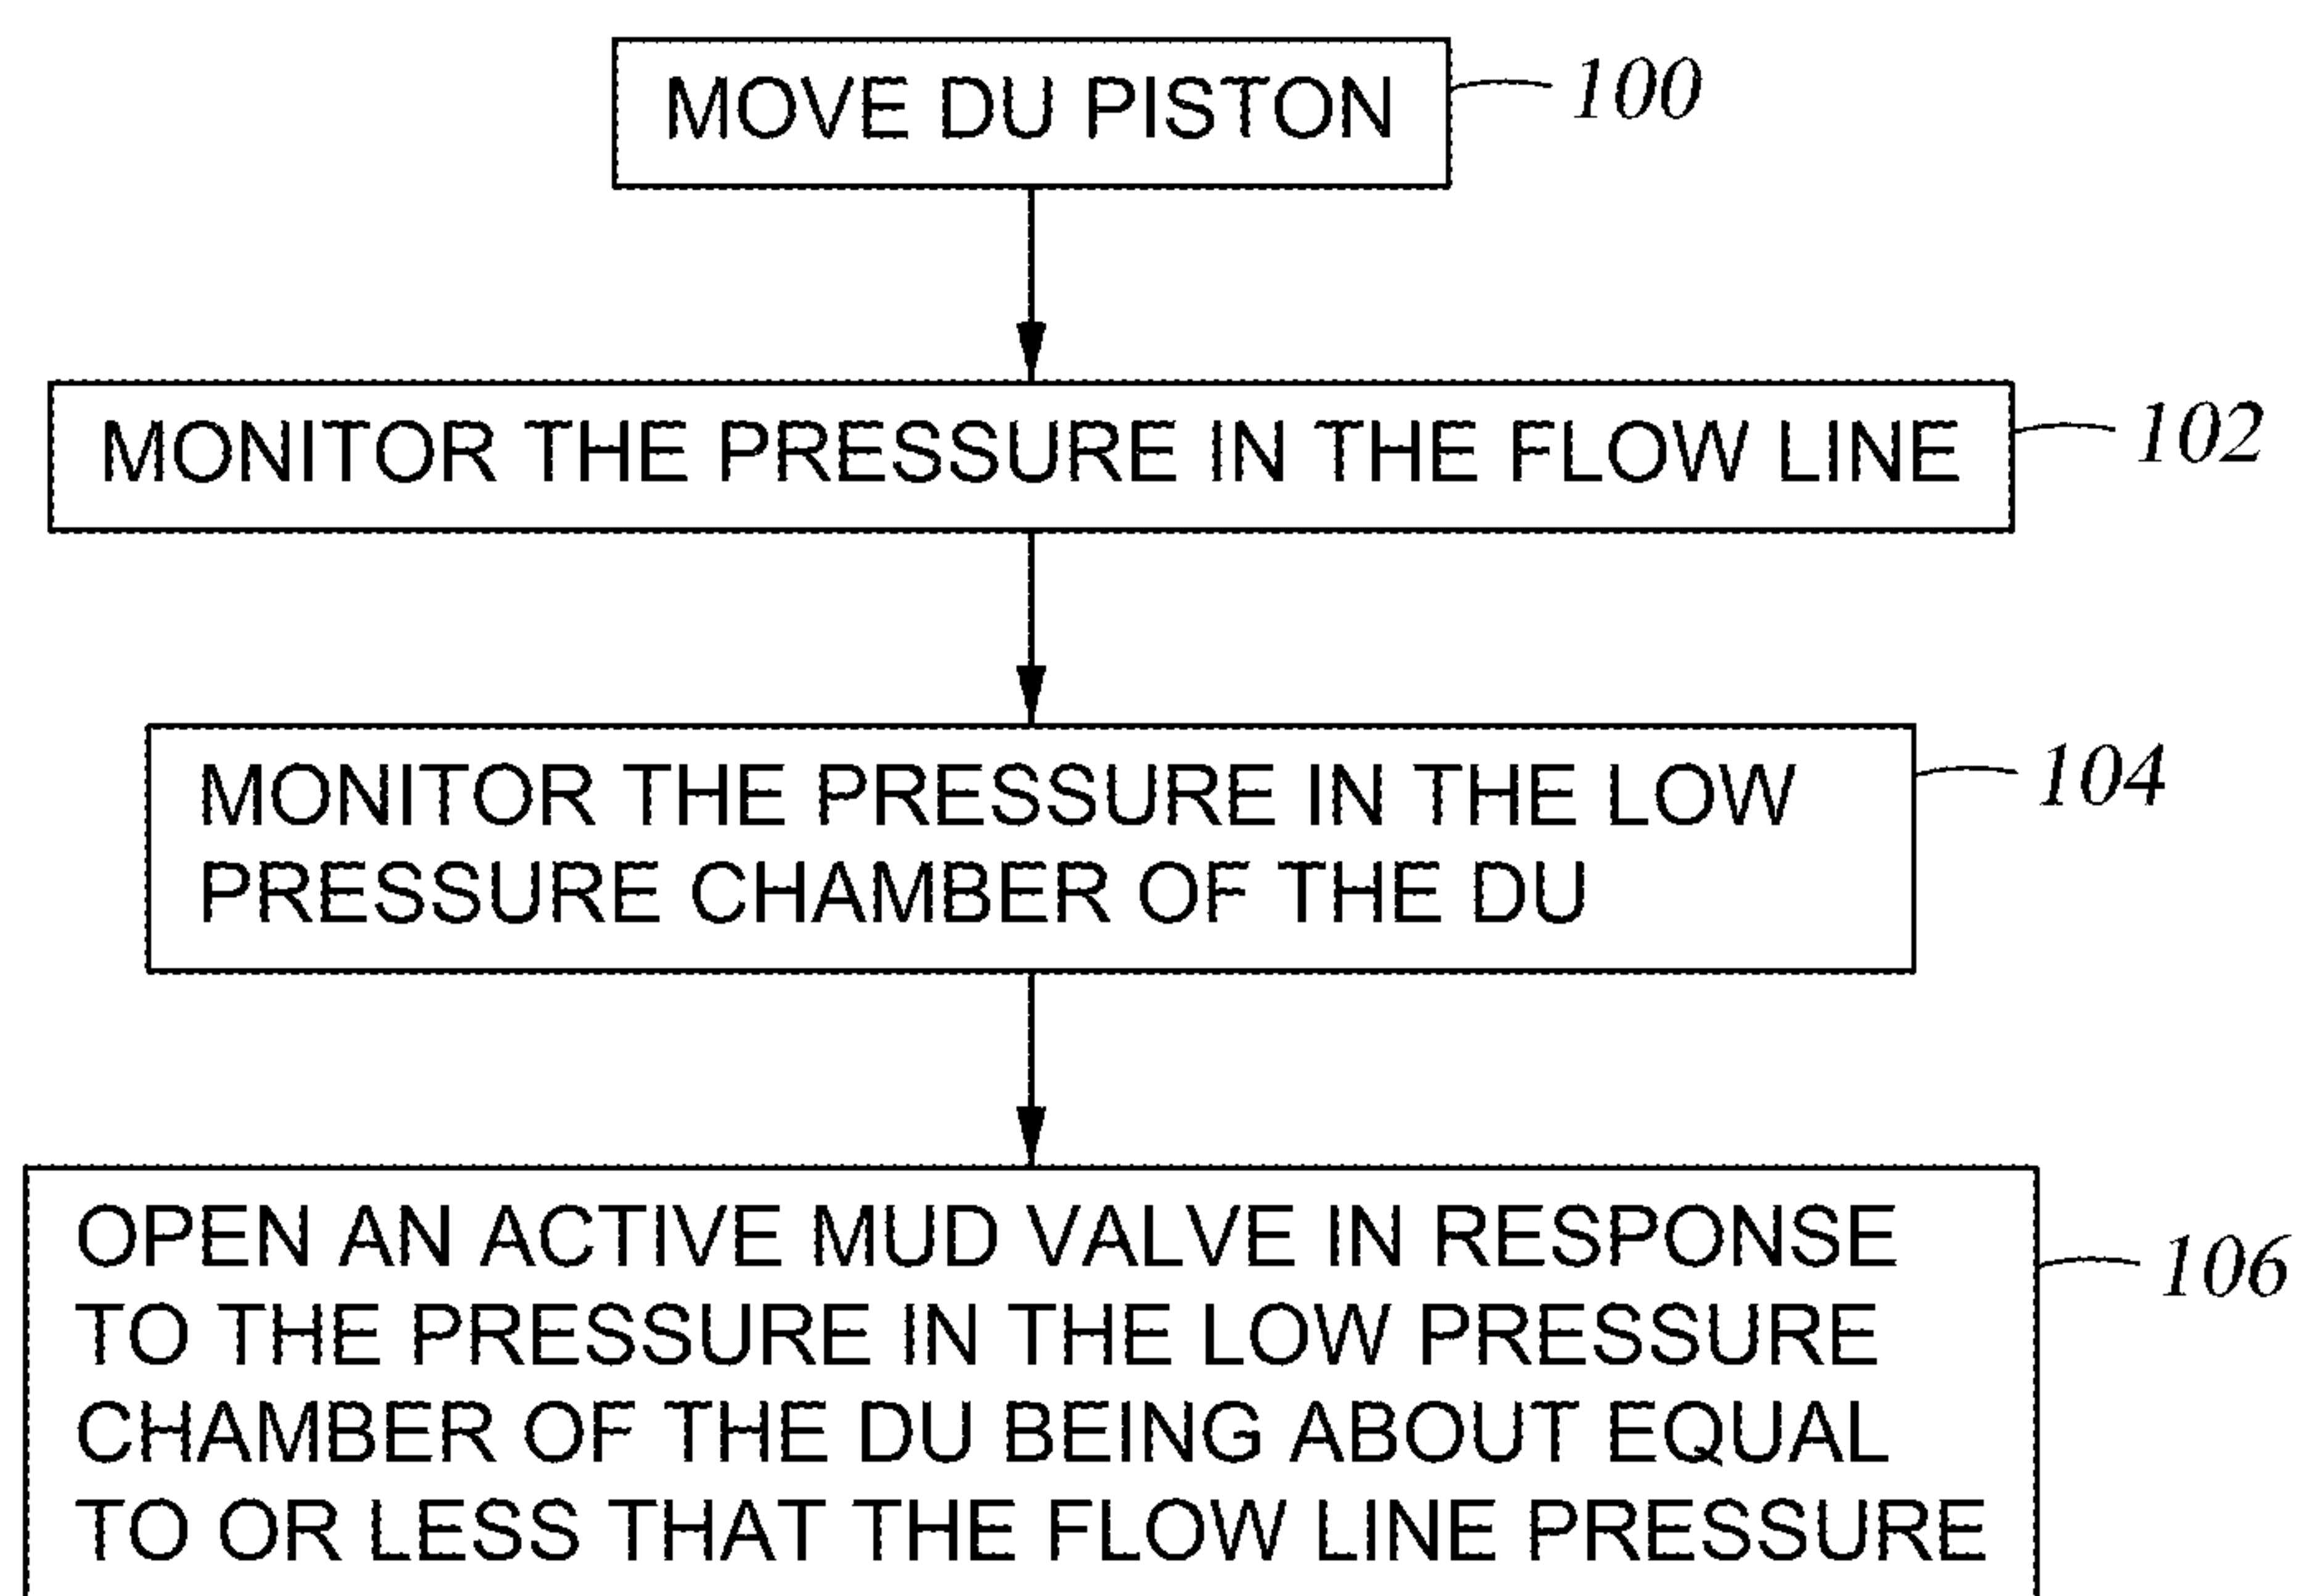 MOVE DU PISTON
100
MONITOR THE PRESSURE IN THE FLOW LINE
102
MONITOR THE PRESSURE IN THE LOW
PRESSURE CHAMBER OF THE DU
104
OPEN AN ACTIVE MUD VALVE IN RESPONSE
TO THE PRESSURE IN THE LOW PRESSURE
CHAMBER OF THE DU BEING ABOUT EQUAL
TO OR LESS THAT THE FLOW LINE PRESSURE
106